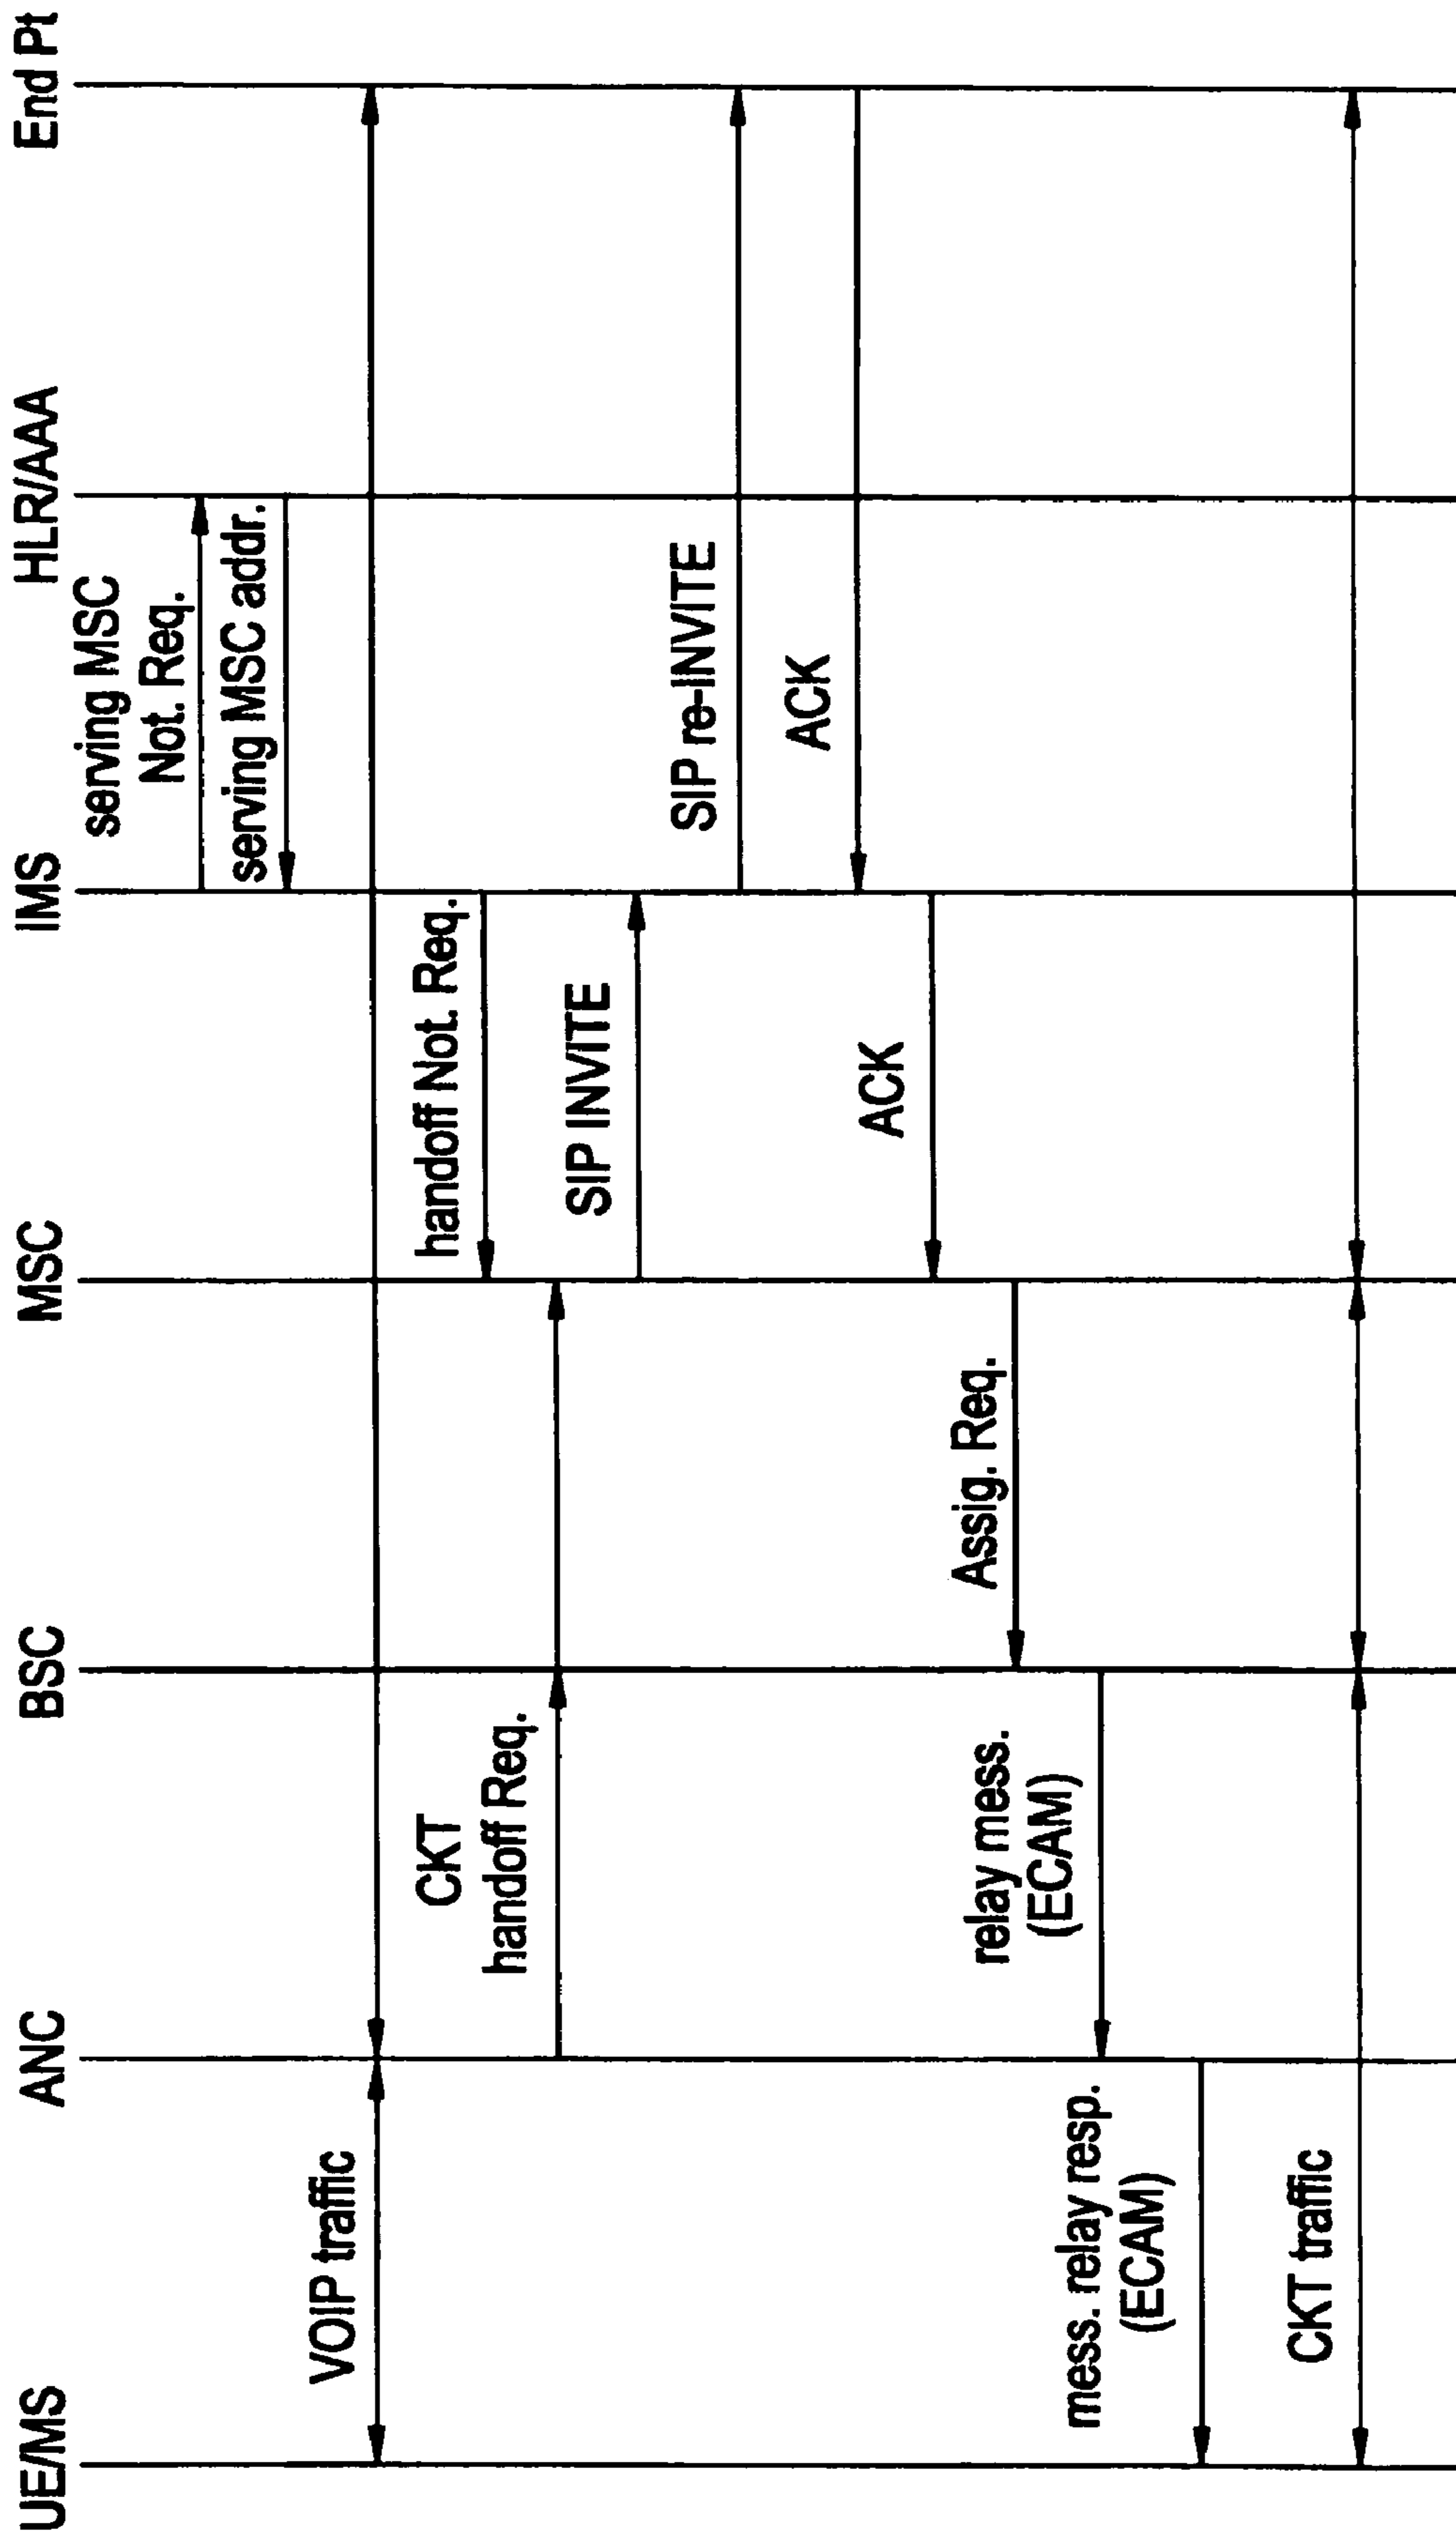 UE/MS
ANC
BSC
MSC
IMS
HLR/AAA
End Pt
serving MSC
Not. Req.
serving MSC addr.
VOIP traffic
handoff Not. Req.
CKT
handoff Req.
SIP INVITE
SIP re-INVITE
ACK
ACK
Assig. Req.
relay mess.
(ECAM)
mess. relay resp.
(ECAM)
CKT traffic